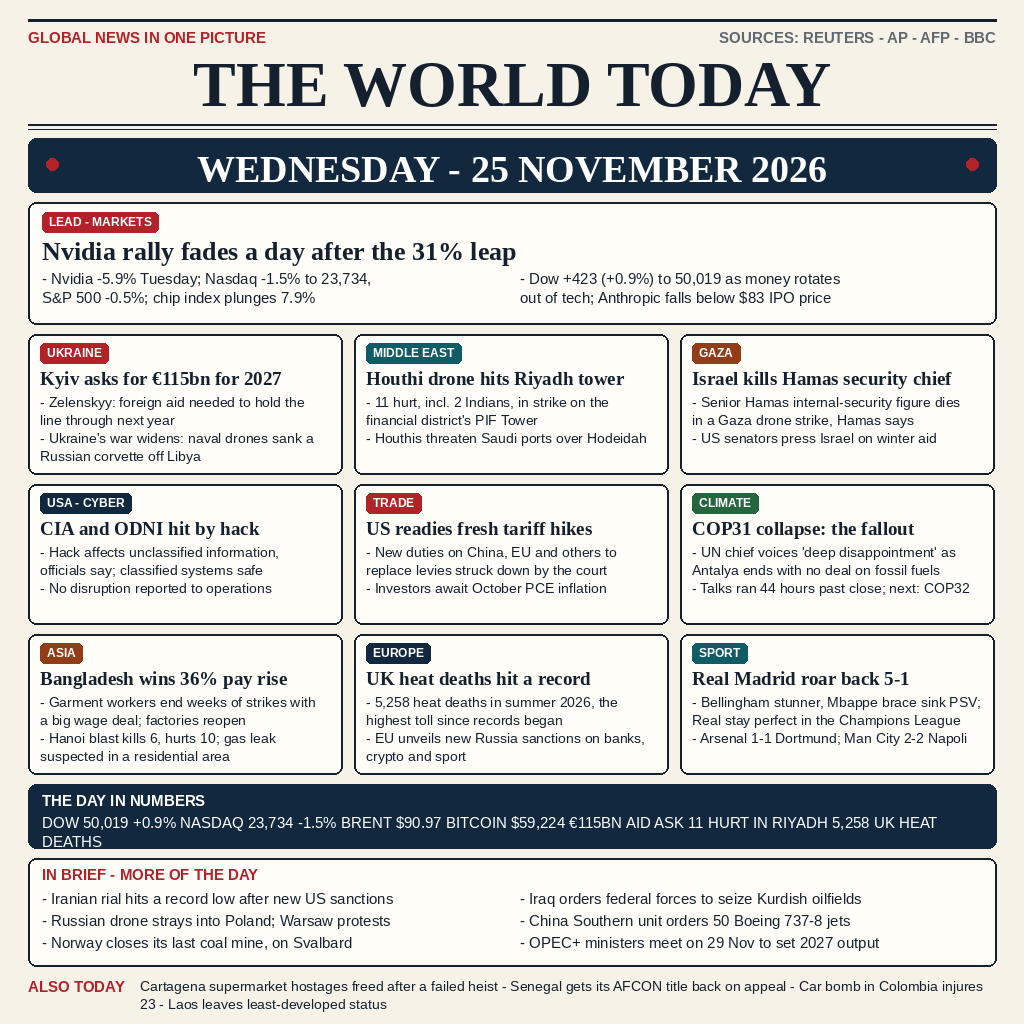 GLOBAL NEWS IN ONE PICTURE
SOURCES: REUTERS - AP - AFP - BBC
THE WORLD TODAY
WEDNESDAY - 25 NOVEMBER 2026
LEAD - MARKETS
Nvidia rally fades a day after the 31% leap
- Nvidia -5.9% Tuesday; Nasdaq -1.5% to 23,734,
S&P 500 -0.5%; chip index plunges 7.9%
- Dow +423 (+0.9%) to 50,019 as money rotates
out of tech; Anthropic falls below $83 IPO price
UKRAINE
Kyiv asks for €115bn for 2027
- Zelenskyy: foreign aid needed to hold the
line through next year
- Ukraine's war widens: naval drones sank a
Russian corvette off Libya
MIDDLE EAST
Houthi drone hits Riyadh tower
- 11 hurt, incl. 2 Indians, in strike on the
financial district's PIF Tower
- Houthis threaten Saudi ports over Hodeidah
GAZA
Israel kills Hamas security chief
- Senior Hamas internal-security figure dies
in a Gaza drone strike, Hamas says
- US senators press Israel on winter aid
USA - CYBER
CIA and ODNI hit by hack
- Hack affects unclassified information,
officials say; classified systems safe
- No disruption reported to operations
TRADE
US readies fresh tariff hikes
- New duties on China, EU and others to
replace levies struck down by the court
- Investors await October PCE inflation
CLIMATE
COP31 collapse: the fallout
- UN chief voices 'deep disappointment' as
Antalya ends with no deal on fossil fuels
- Talks ran 44 hours past close; next: COP32
ASIA
Bangladesh wins 36% pay rise
- Garment workers end weeks of strikes with
a big wage deal; factories reopen
- Hanoi blast kills 6, hurts 10; gas leak
suspected in a residential area
EUROPE
UK heat deaths hit a record
- 5,258 heat deaths in summer 2026, the
highest toll since records began
- EU unveils new Russia sanctions on banks,
crypto and sport
SPORT
Real Madrid roar back 5-1
- Bellingham stunner, Mbappe brace sink PSV;
Real stay perfect in the Champions League
- Arsenal 1-1 Dortmund; Man City 2-2 Napoli
THE DAY IN NUMBERS
DOW 50,019 +0.9% NASDAQ 23,734 -1.5% BRENT $90.97 BITCOIN $59,224 €115BN AID ASK 11 HURT IN RIYADH 5,258 UK HEAT
DEATHS
IN BRIEF - MORE OF THE DAY
- Iranian rial hits a record low after new US sanctions
- Russian drone strays into Poland; Warsaw protests
- Norway closes its last coal mine, on Svalbard
- Iraq orders federal forces to seize Kurdish oilfields
- China Southern unit orders 50 Boeing 737-8 jets
- OPEC+ ministers meet on 29 Nov to set 2027 output
ALSO TODAY
Cartagena supermarket hostages freed after a failed heist - Senegal gets its AFCON title back on appeal - Car bomb in Colombia injures
23 - Laos leaves least-developed status